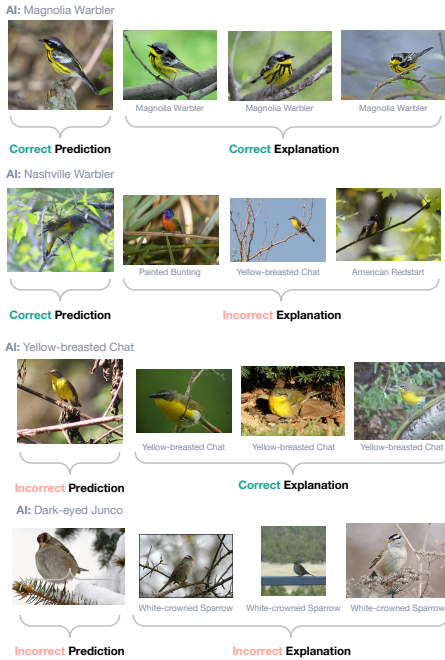 AI: Magnolia Warbler
Magnolia Warbler
Magnolia Warbler
Magnolia Warbler
Correct Prediction
Correct Explanation
AI: Nashville Warbler
Painted Bunting
Yellow-breasted Chat
American Redstart
Correct Prediction
Incorrect Explanation
AI: Yellow-breasted Chat
Yellow-breasted Chat
Yellow-breasted Chat
Yellow-breasted Chat
Incorrect Prediction
Correct Explanation
AI: Dark-eyed Junco
White-crowned Sparrow
White-crowned Sparrow
White-crowned Sparrow
Incorrect Prediction
Incorrect Explanation